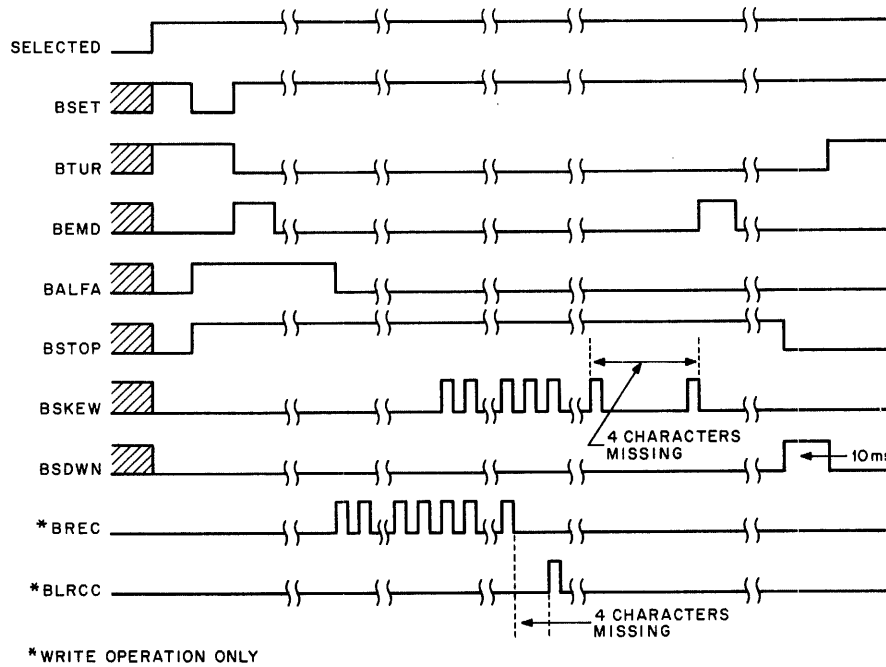 SELECTED
BSET
BTUR
BEMD
BALFA
BSTOP
BSKEW
4 CHARACTERS
MISSING
BSDWN
10ms
*BREC
*BLRCC
4 CHARACTERS
MISSING
*WRITE OPERATION ONLY